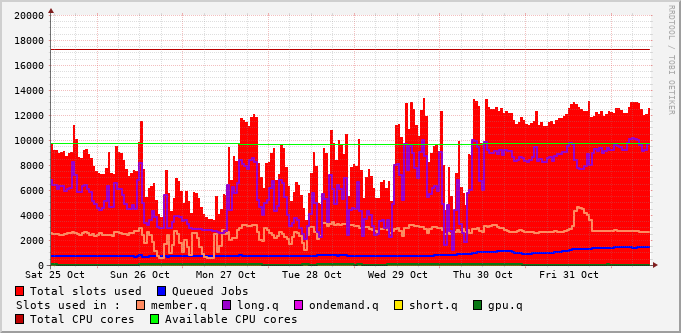 20000
18000
16000
14000
12000
10000
8000
6000
4000
2000
0
Sat 25 Oct Sun 26 Oct Mon 27 Oct Tue 28 Oct Wed 29 Oct Thu 30 Oct Fri 31 Oct
RRDTOOL / TOBI OETIKER
Total slots used Queued Jobs
Slots used in : member.q long.q ondemand.q short.q gpu.q
Total CPU cores Available CPU cores